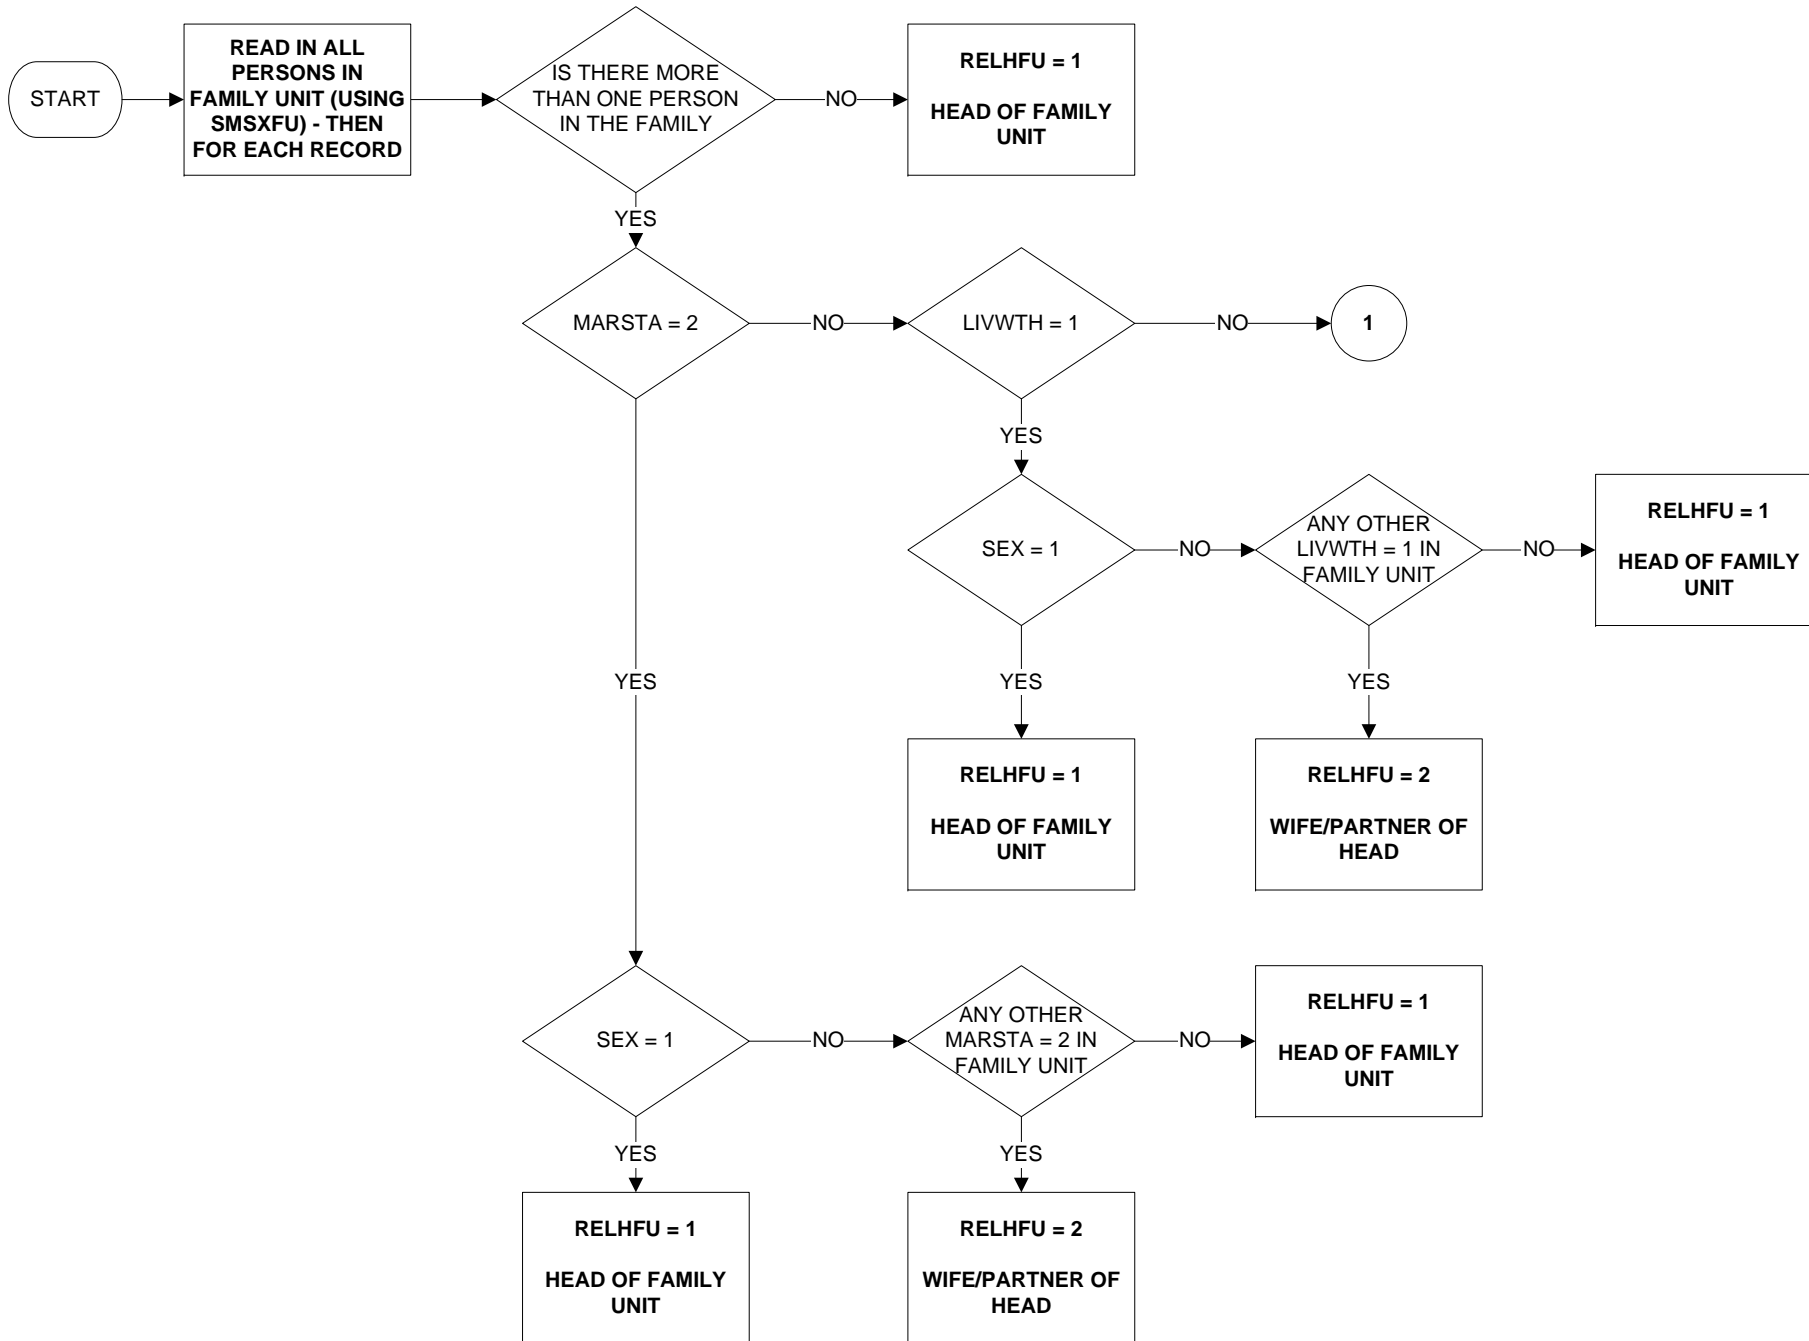 START
READ IN ALL
PERSONS IN
FAMILY UNIT (USING
SMSXFU) - THEN
FOR EACH RECORD
IS THERE MORE
THAN ONE PERSON
IN THE FAMILY
NO
RELHFU = 1
HEAD OF FAMILY
UNIT
YES
MARSTA = 2
NO
LIVWTH = 1
NO
1
YES
SEX = 1
NO
ANY OTHER
LIVWTH = 1 IN
FAMILY UNIT
NO
RELHFU = 1
HEAD OF FAMILY
UNIT
YES
YES
YES
RELHFU = 1
HEAD OF FAMILY
UNIT
RELHFU = 2
WIFE/PARTNER OF
HEAD
SEX = 1
NO
ANY OTHER
MARSTA = 2 IN
FAMILY UNIT
NO
RELHFU = 1
HEAD OF FAMILY
UNIT
YES
YES
RELHFU = 1
HEAD OF FAMILY
UNIT
RELHFU = 2
WIFE/PARTNER OF
HEAD